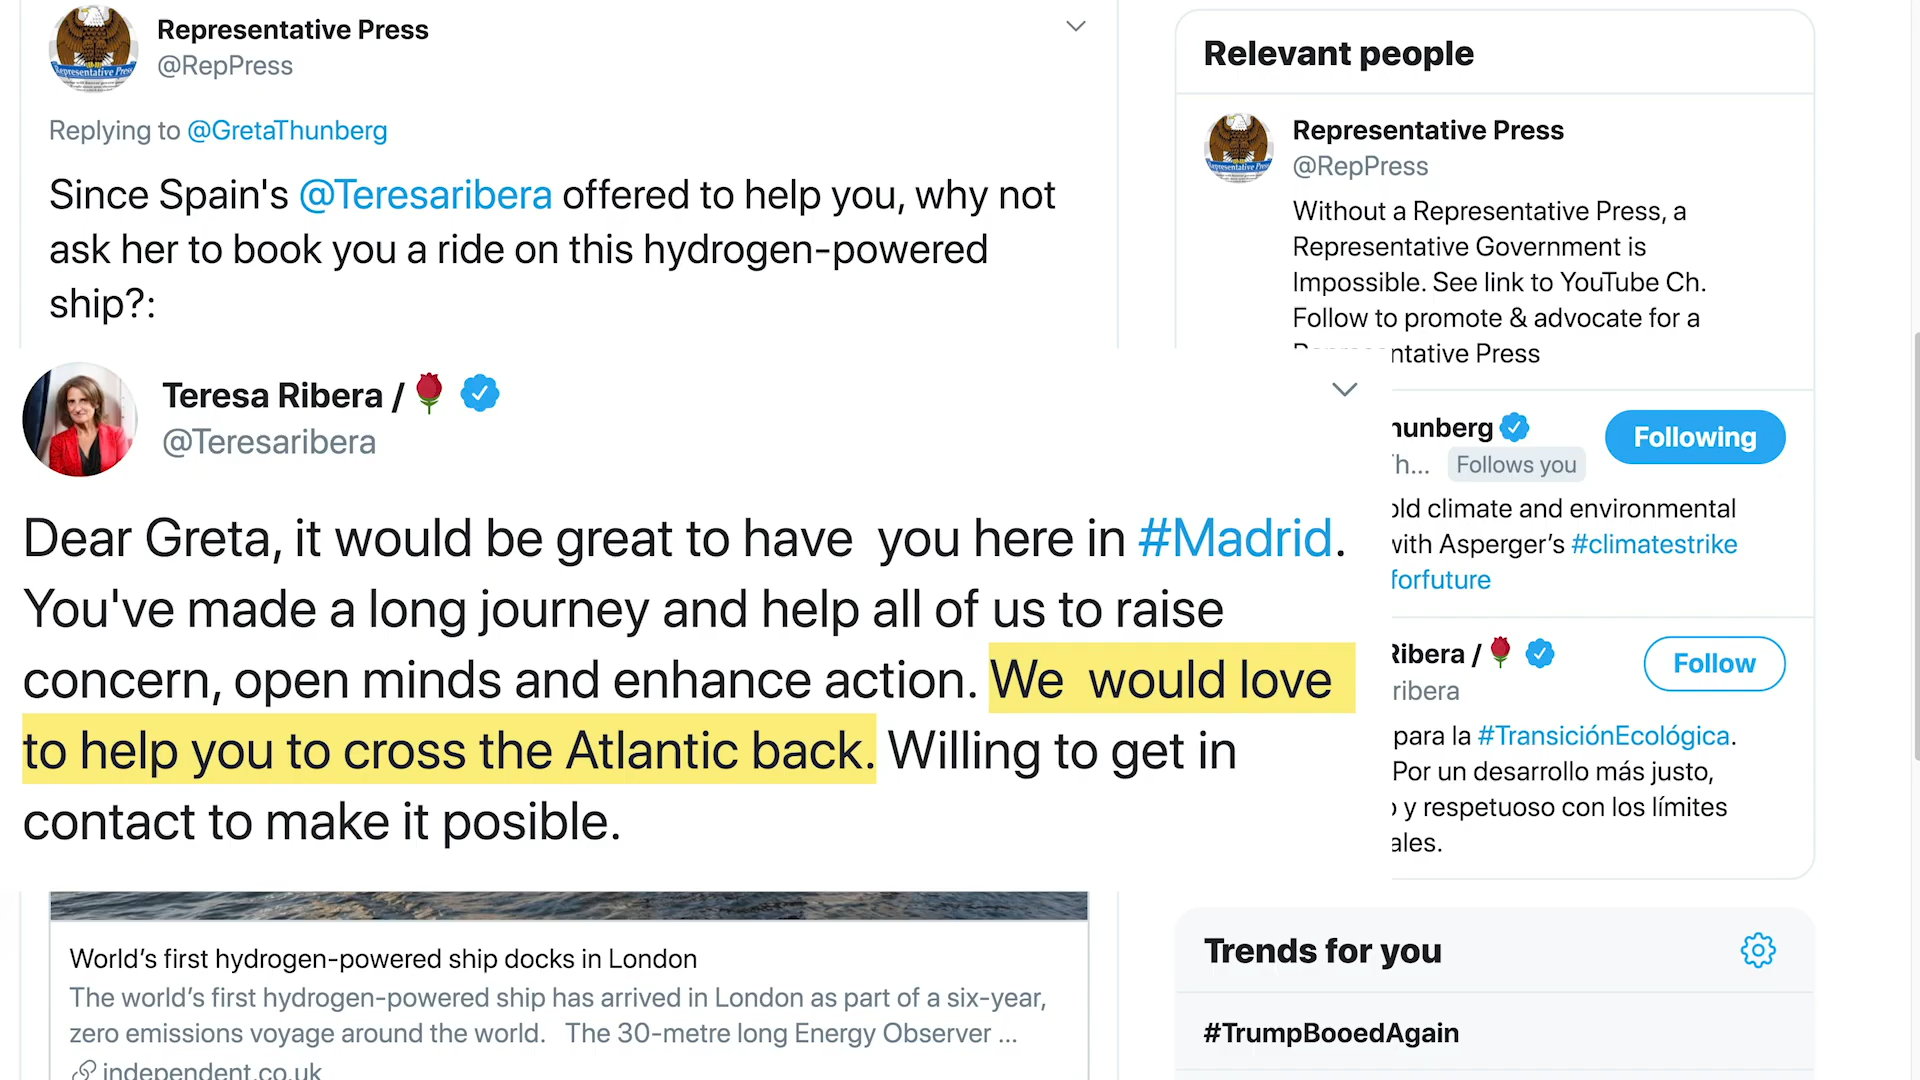 Representative Press
@RepPress
Replying to @GretaThunberg
Since Spain's @Teresaribera offered to help you, why not
ask her to book you a ride on this hydrogen-powered
ship?:
Teresa Ribera /
@Teresaribera
Dear Greta, it would be great to have  you here in #Madrid.
You've made a long journey and help all of us to raise
concern, open minds and enhance action. We  would love
to help you to cross the Atlantic back. Willing to get in
contact to make it posible.
World's first hydrogen-powered ship docks in London
The world's first hydrogen-powered ship has arrived in London as part of a six-year,
zero emissions voyage around the world.   The 30-metre long Energy Observer ...
independent.co.uk
Relevant people
Representative Press
@RepPress
Without a Representative Press, a
Representative Government is
Impossible. See link to YouTube Ch.
Follow to promote & advocate for a
Representative Press
hunberg
Following
Th... Follows you
old climate and environmental
with Asperger's #climatestrike
forfuture
Ribera /
Follow
ribera
para la #TransiciónEcológica.
Por un desarrollo más justo,
y respetuoso con los límites
ales.
Trends for you
#TrumpBooedAgain